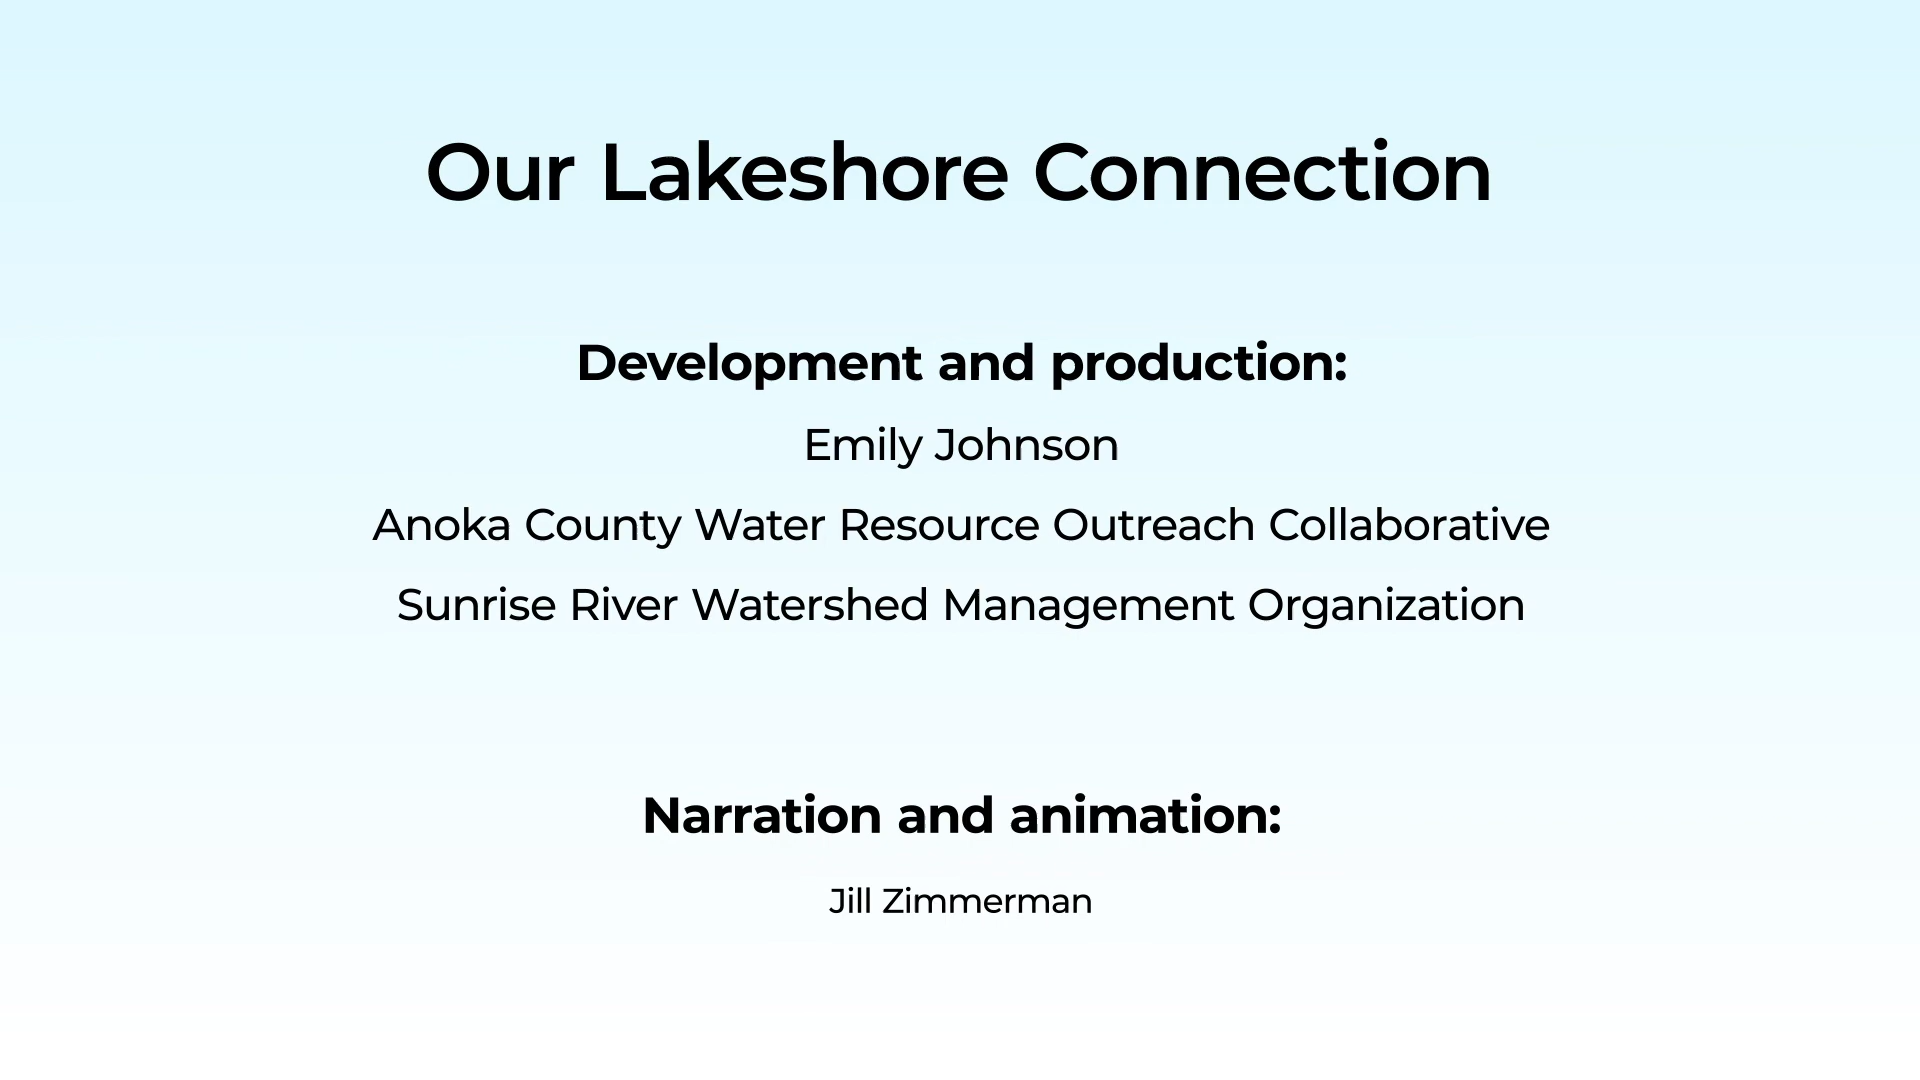 Our Lakeshore Connection
Development and production:
Emily Johnson
Anoka County Water Resource Outreach Collaborative
Sunrise River Watershed Management Organization
Narration and animation:
Jill Zimmerman